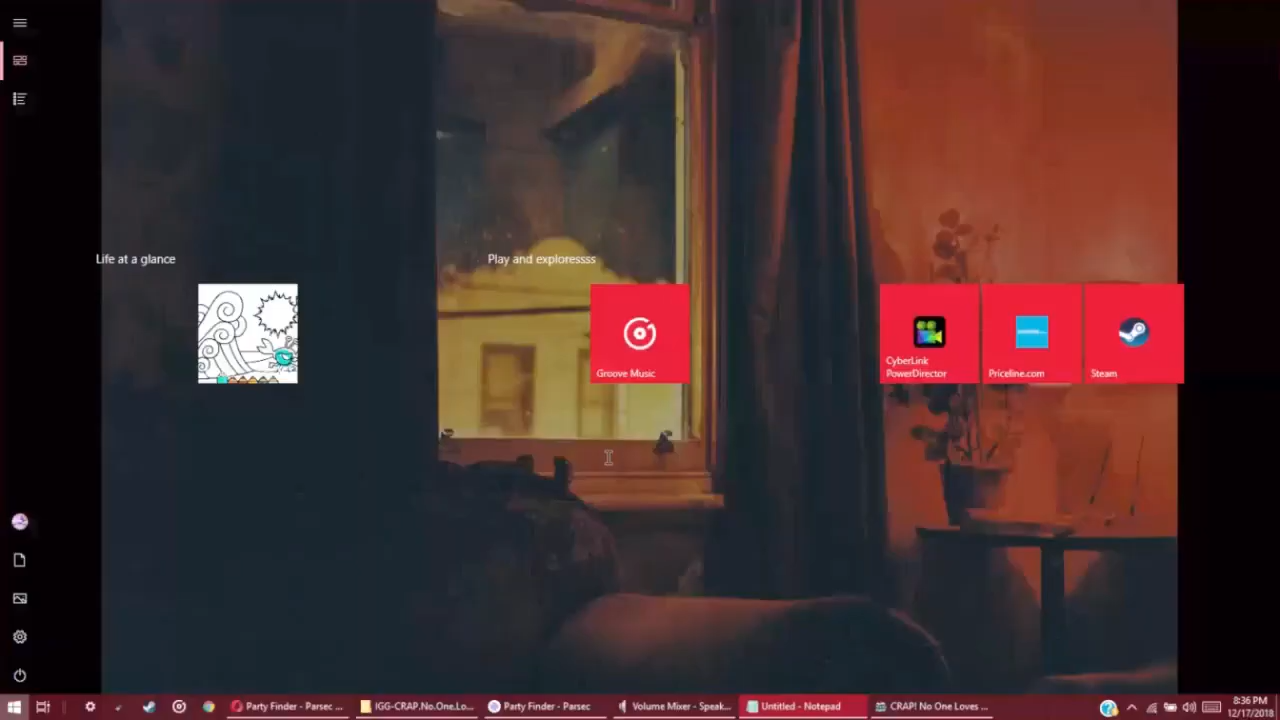 Life at a glance
Play and exploressss
Groove Music
CyberLink
PowerDirector
Priceline.com
Steam
Party Finder - Parsec ...
IGG-CRAP.No.One.Lo...
Party Finder - Parsec
Volume Mixer - Speak...
Untitled - Notepad
CRAP! No One Loves ...
8:36 PM
12/17/2018